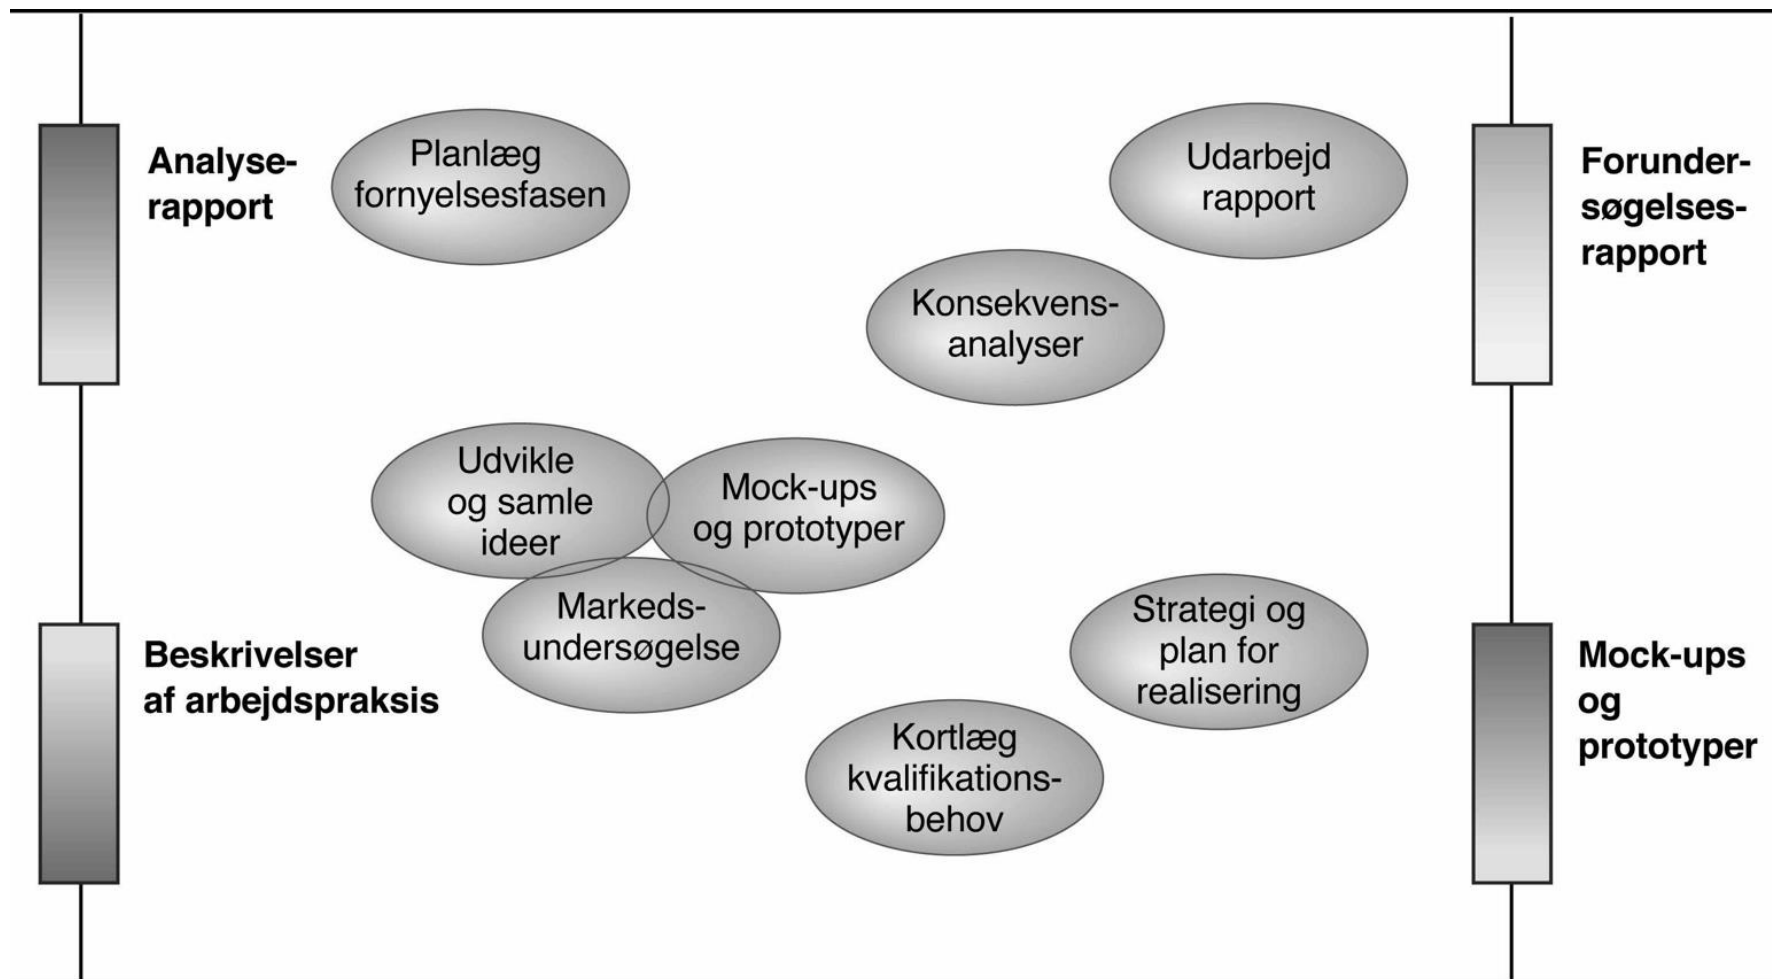 Analyse-
rapport
Planlæg
fornyelsesfasen
Udarbejd
rapport
Forunder-
søgelses-
rapport
Konsekvens-
analyser
Udvikle
og samle
ideer
Mock-ups
og prototyper
Markeds-
undersøgelse
Beskrivelser
af arbejdspraksis
Strategi og
plan for
realisering
Mock-ups
og
prototyper
Kortlæg
kvalifikations-
behov